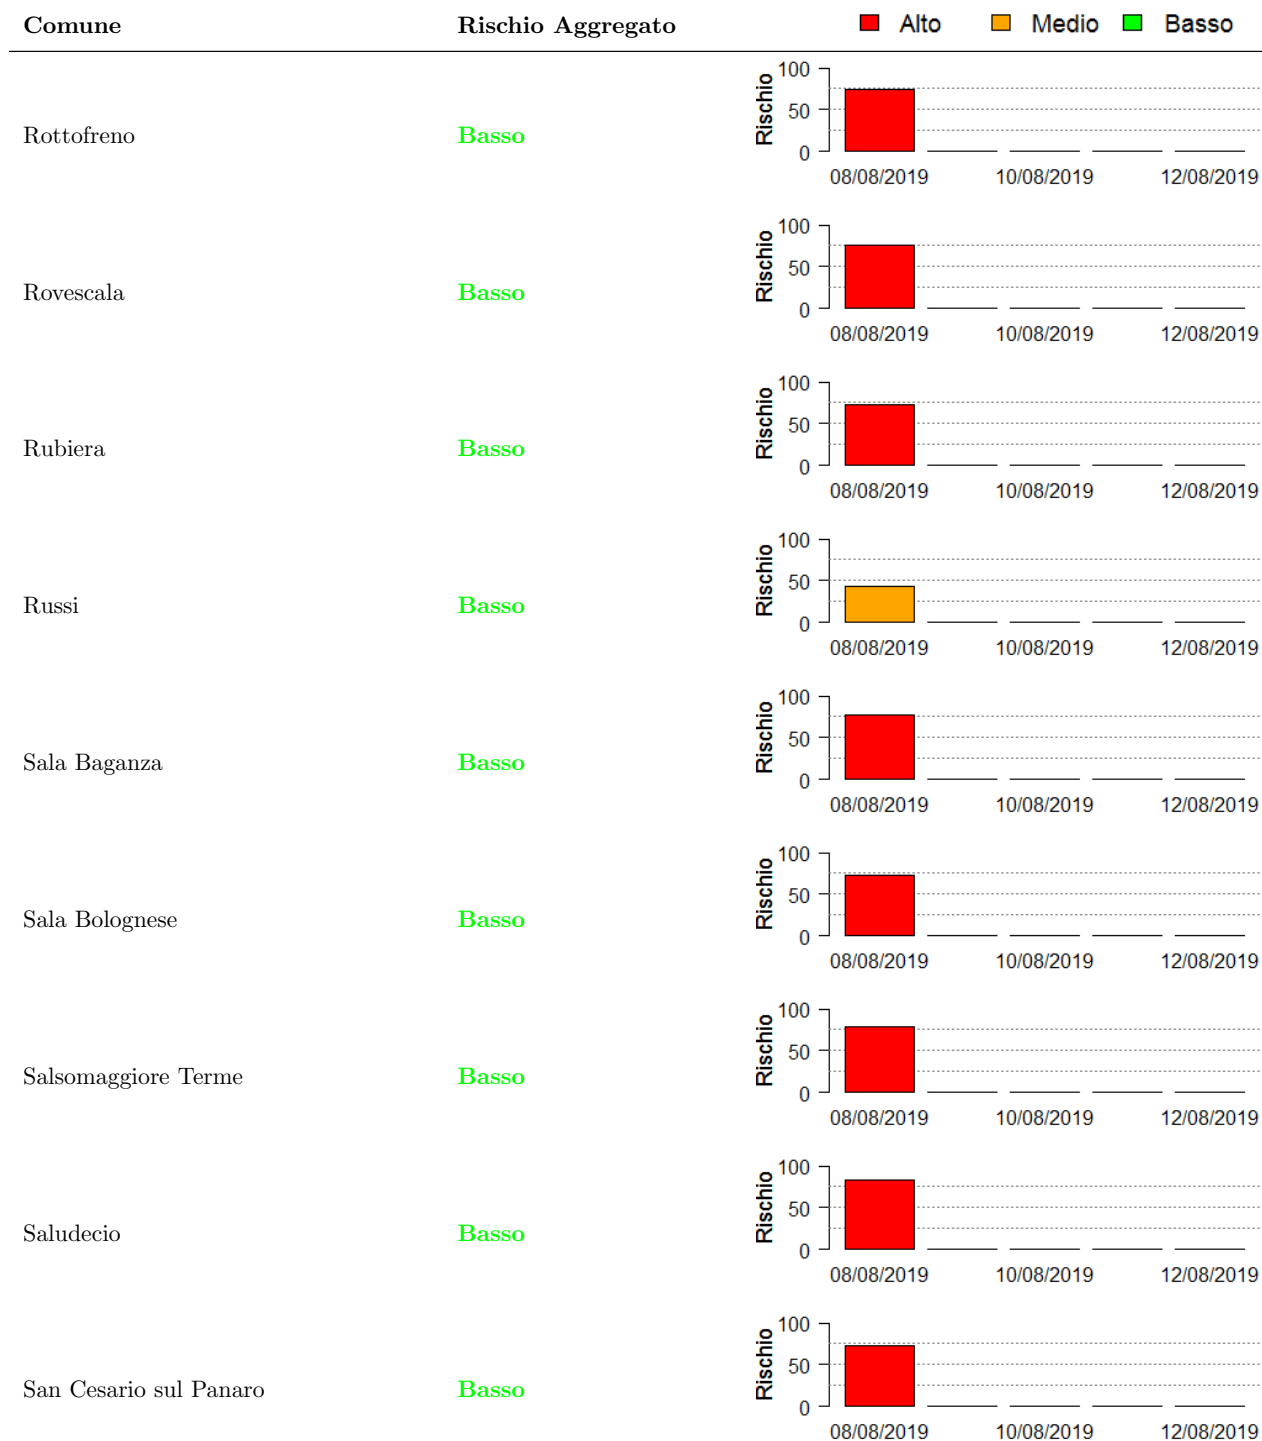 Comune Rischio Aggregato Alto Medio Basso
Rottofreno Basso
Rischio
100
50
0
08/08/2019 10/08/2019 12/08/2019
Rovescala Basso
Rischio
100
50
0
08/08/2019 10/08/2019 12/08/2019
Rubiera Basso
Rischio
100
50
0
08/08/2019 10/08/2019 12/08/2019
Russi Basso
Rischio
100
50
0
08/08/2019 10/08/2019 12/08/2019
Sala Baganza Basso
Rischio
100
50
0
08/08/2019 10/08/2019 12/08/2019
Sala Bolognese Basso
Rischio
100
50
0
08/08/2019 10/08/2019 12/08/2019
Salsomaggiore Terme Basso
Rischio
100
50
0
08/08/2019 10/08/2019 12/08/2019
Saludecio Basso
Rischio
100
50
0
08/08/2019 10/08/2019 12/08/2019
San Cesario sul Panaro Basso
Rischio
100
50
0
08/08/2019 10/08/2019 12/08/2019